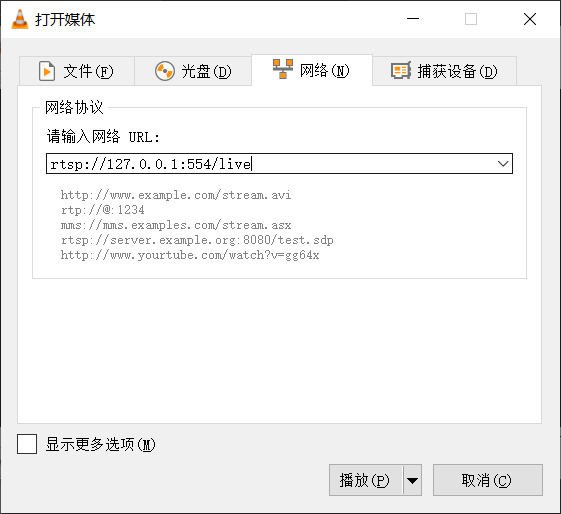 打开媒体
文件(F) 光盘(D) 网络(N) 捕获设备(D)
网络协议
请输入网络 URL:
rtsp://127.0.0.1:554/live
http://www.example.com/stream.avi
rtp://@:1234
mms://mms.examples.com/stream.asx
rtsp://server.example.org:8080/test.sdp
http://www.yourtube.com/watch?v=gg64x
显示更多选项(M)
播放(P) 取消(C)